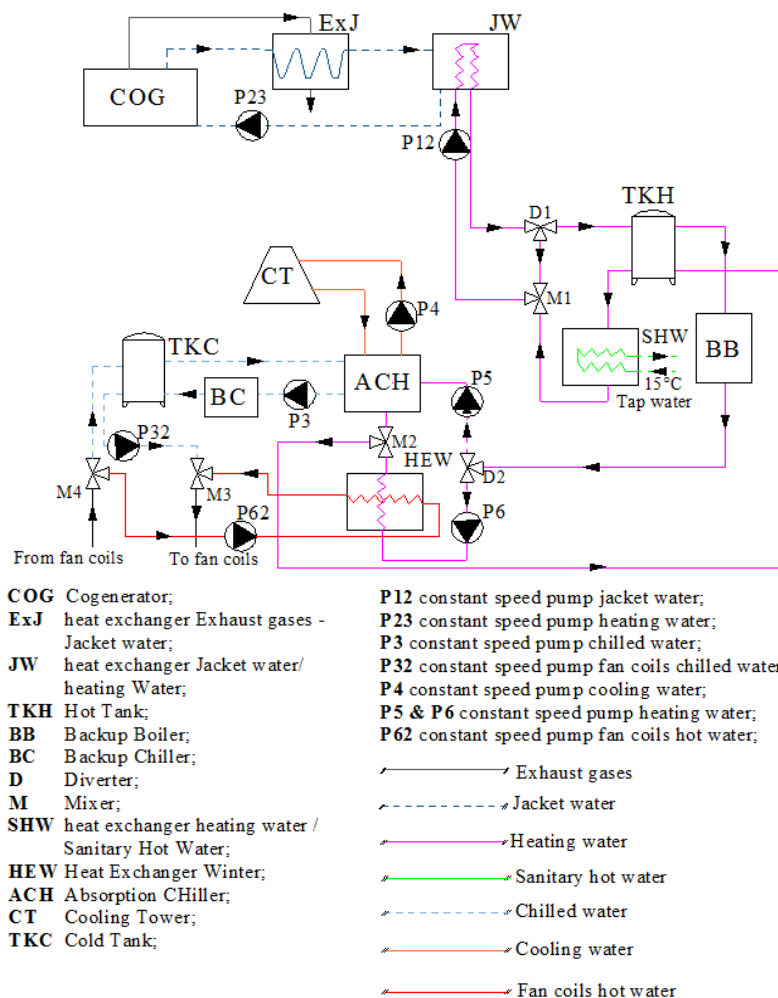 ExJ
JW
COG
P23
P12
TKH
D1
CT
M1
P4
SHW
BB
TKC
ACH
P5
15°C
BC
Tap water
P3
P32
M2
HEW
D2
M4
M3
P62
P6
From fan coils
To fan coils
COG Cogenerator;
ExJ heat exchanger Exhaust gases -
Jacket water;
JW heat exchanger Jacket water/
heating Water;
TKH Hot Tank;
BB Backup Boiler;
BC Backup Chiller;
D Diverter;
M Mixer;
SHW heat exchanger heating water /
Sanitary Hot Water;
HEW Heat Exchanger Winter;
ACH Absorption CHiller;
CT Cooling Tower;
TKC Cold Tank;
P12 constant speed pump jacket water;
P23 constant speed pump heating water;
P3 constant speed pump chilled water;
P32 constant speed pump fan coils chilled water
P4 constant speed pump cooling water;
P5 & P6 constant speed pump heating water;
P62 constant speed pump fan coils hot water;
Exhaust gases
Jacket water
Heating water
Sanitary hot water
Chilled water
Cooling water
Fan coils hot water